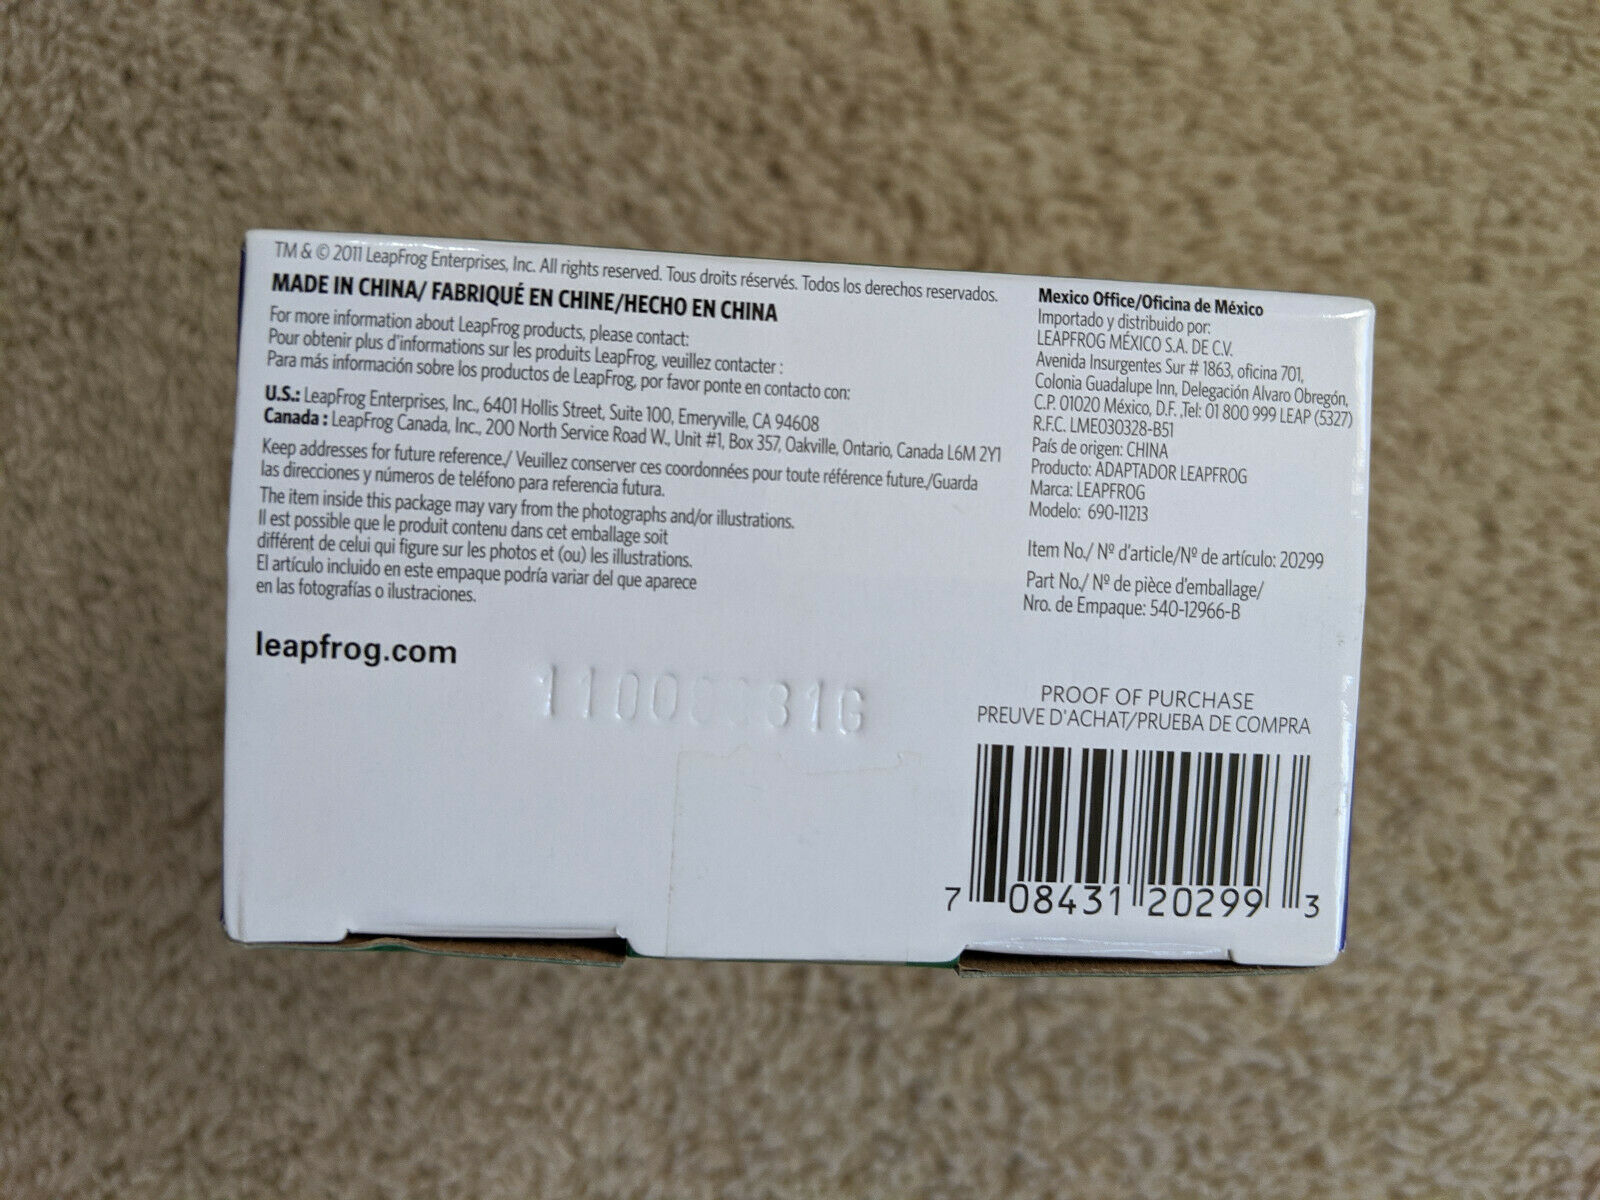 TM & © 2011 LeapFrog Enterprises, Inc. All rights reserved. Tous droits réservés. Todos los derechos reservados.
MADE IN CHINA/ FABRIQUÉ EN CHINE/HECHO EN CHINA
For more information about LeapFrog products, please contact:
Pour obtenir plus d'informations sur les produits LeapFrog, veuillez contacter :
Para más información sobre los productos de LeapFrog, por favor ponte en contacto con:
U.S.: LeapFrog Enterprises, Inc., 6401 Hollis Street, Suite 100, Emeryville, CA 94608
Canada : LeapFrog Canada, Inc., 200 North Service Road W., Unit #1, Box 357, Oakville, Ontario, Canada L6M 2Y1
Keep addresses for future reference./ Veuillez conserver ces coordonnées pour toute référence future./Guarda
las direcciones y números de teléfono para referencia futura.
The item inside this package may vary from the photographs and/or illustrations.
Il est possible que le produit contenu dans cet emballage soit
différent de celui qui figure sur les photos et (ou) les illustrations.
El artículo incluido en este empaque podría variar del que aparece
en las fotografías o ilustraciones.
leapfrog.com
Mexico Office/Oficina de México
Importado y distribuido por:
LEAPFROG MÉXICO S.A. DE C.V.
Avenida Insurgentes Sur # 1863, oficina 701,
Colonia Guadalupe Inn, Delegación Alvaro Obregón,
C.P. 01020 México, D.F. ,Tel: 01 800 999 LEAP (5327)
R.F.C. LME030328-B51
País de origen: CHINA
Producto: ADAPTADOR LEAPFROG
Marca: LEAPFROG
Modelo: 690-11213
Item No./ Nº d'article/Nº de artículo: 20299
Part No./ Nº de pièce d'emballage/
Nro. de Empaque: 540-12966-B
PROOF OF PURCHASE
PREUVE D'ACHAT/PRUEBA DE COMPRA
7 08431 20299 3